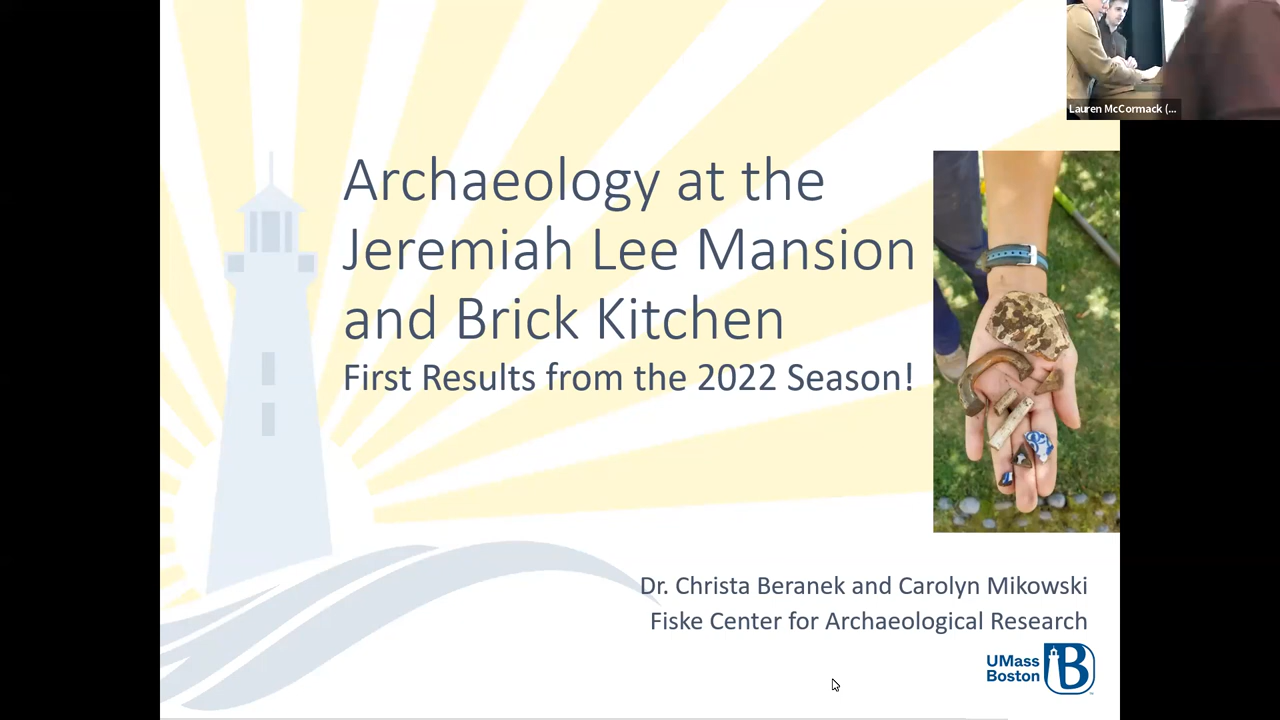 Lauren McCormack (...
Archaeology at the
Jeremiah Lee Mansion
and Brick Kitchen
First Results from the 2022 Season!
Dr. Christa Beranek and Carolyn Mikowski
Fiske Center for Archaeological Research
UMass
Boston
B